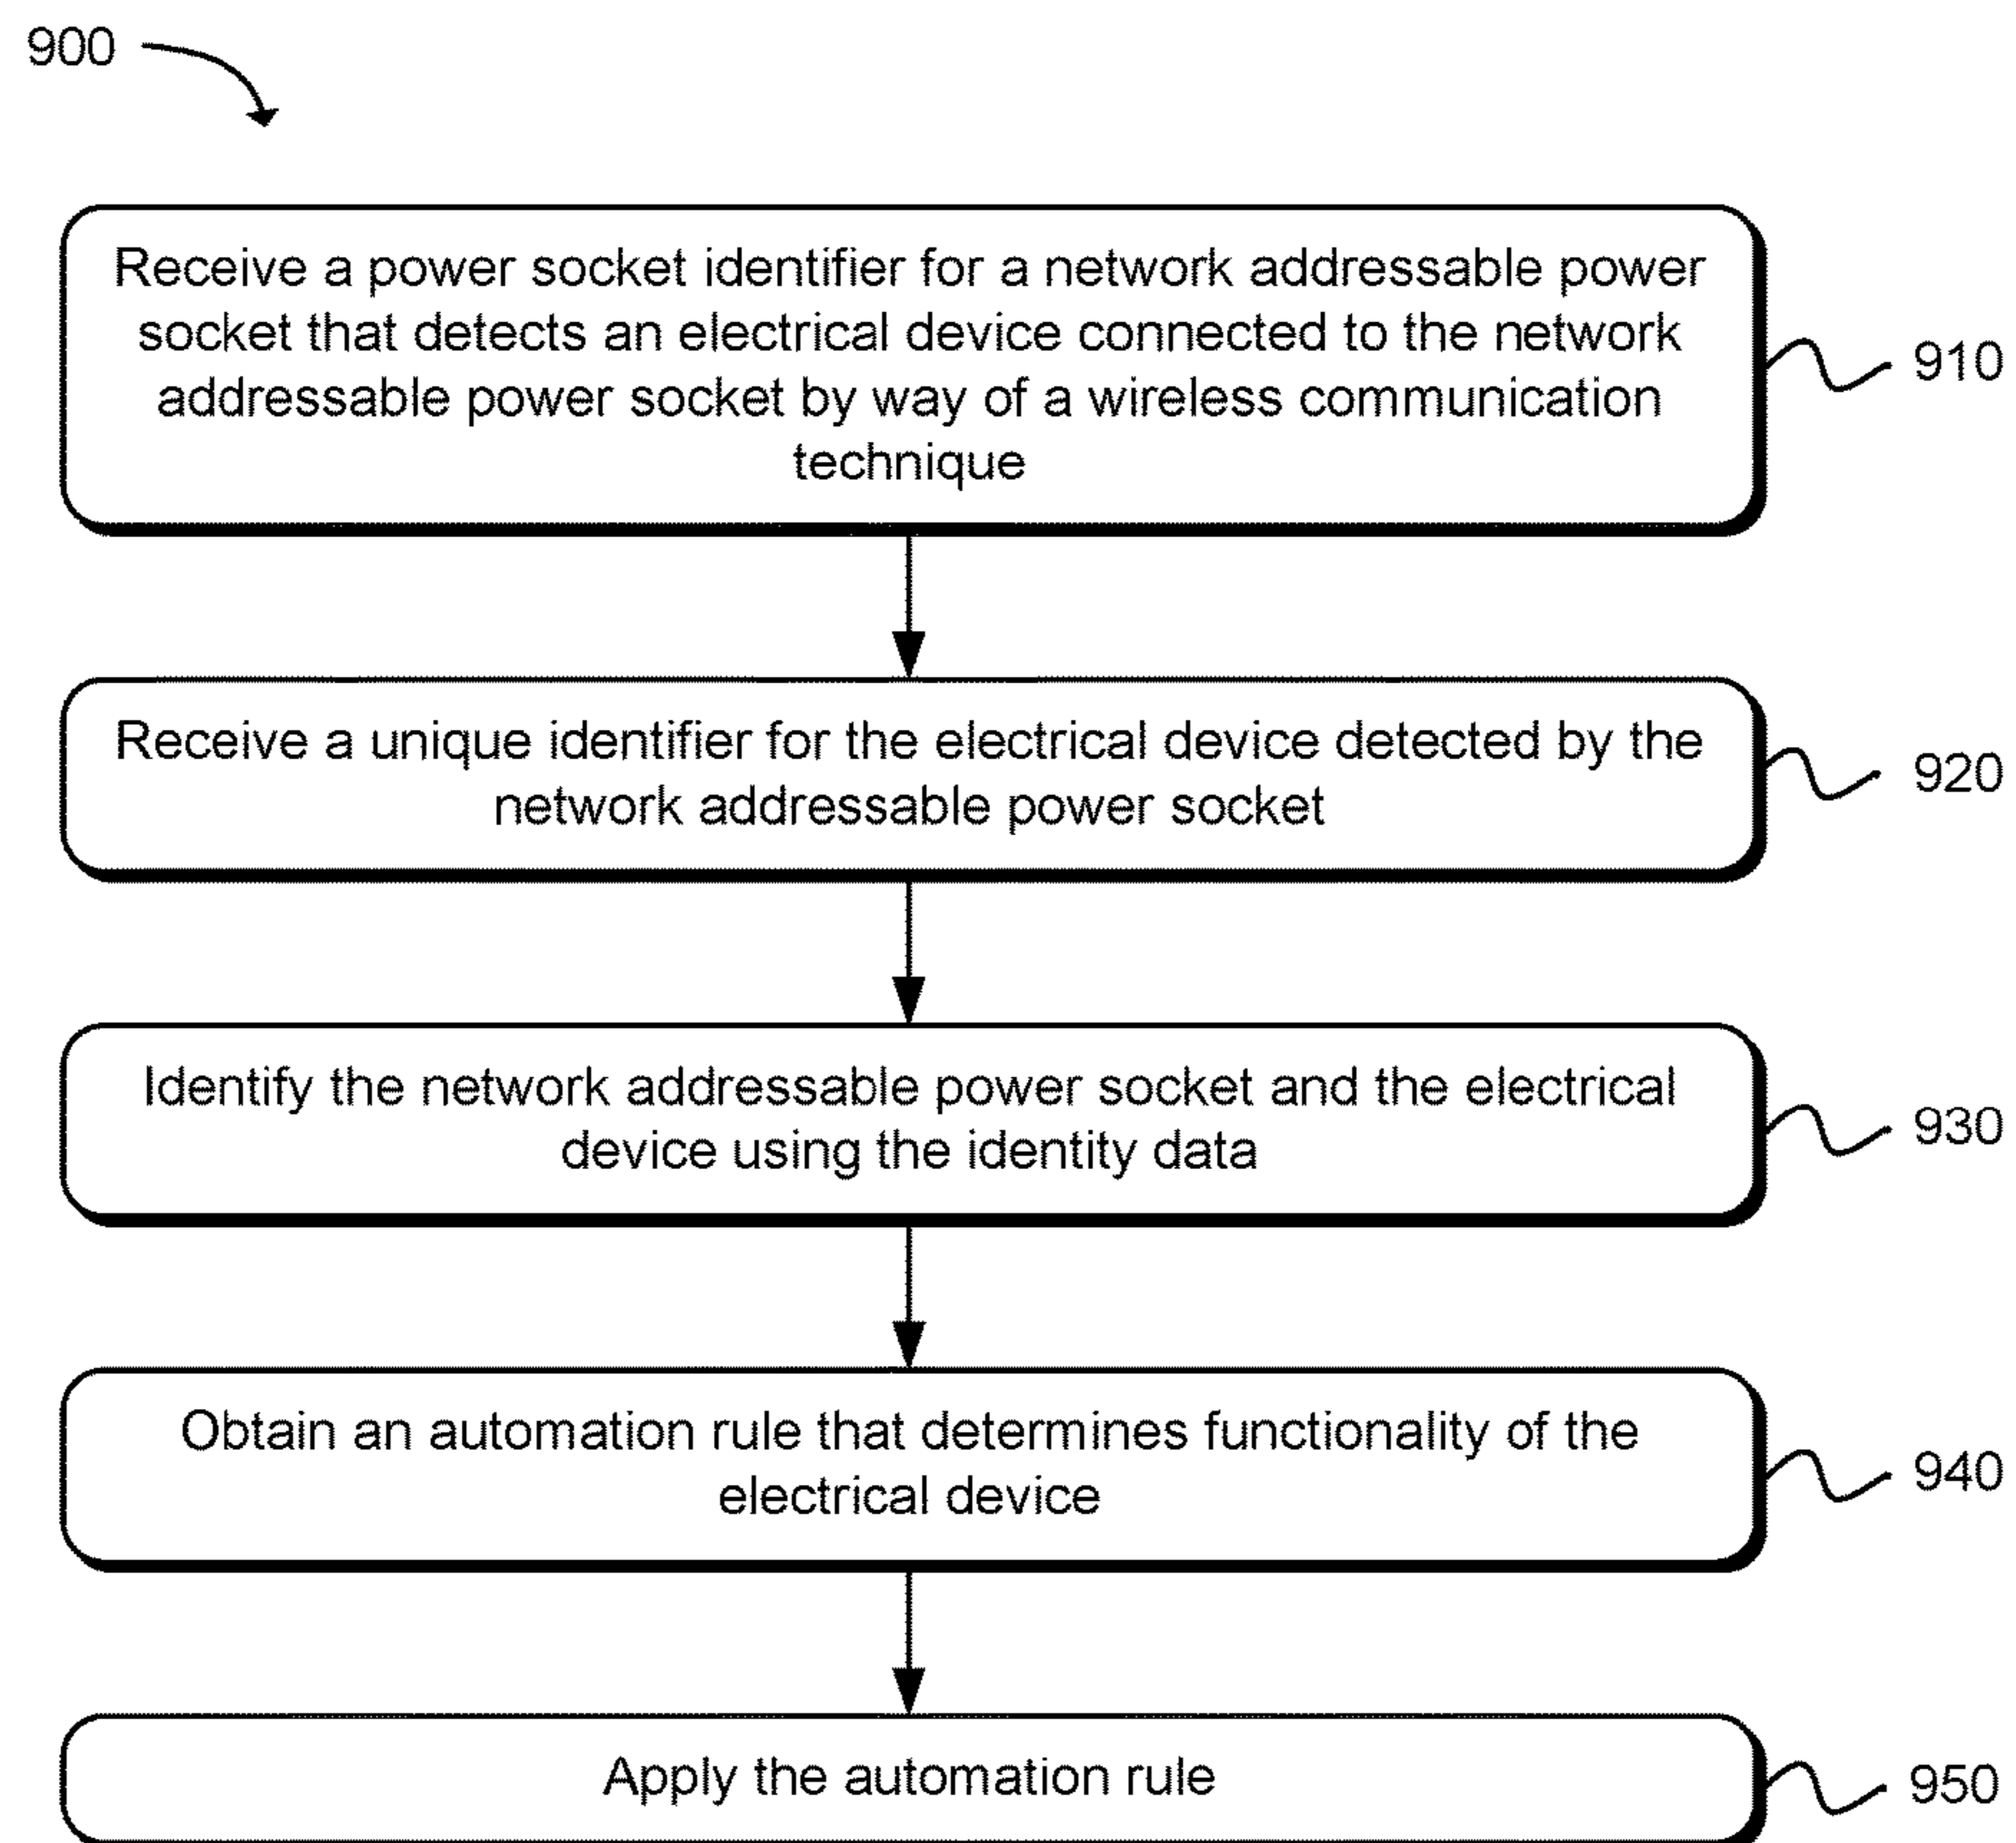 900
Receive a power socket identifier for a network addressable power
socket that detects an electrical device connected to the network
addressable power socket by way of a wireless communication
technique
910
Receive a unique identifier for the electrical device detected by the
network addressable power socket
920
Identify the network addressable power socket and the electrical
device using the identity data
930
Obtain an automation rule that determines functionality of the
electrical device
940
Apply the automation rule
950